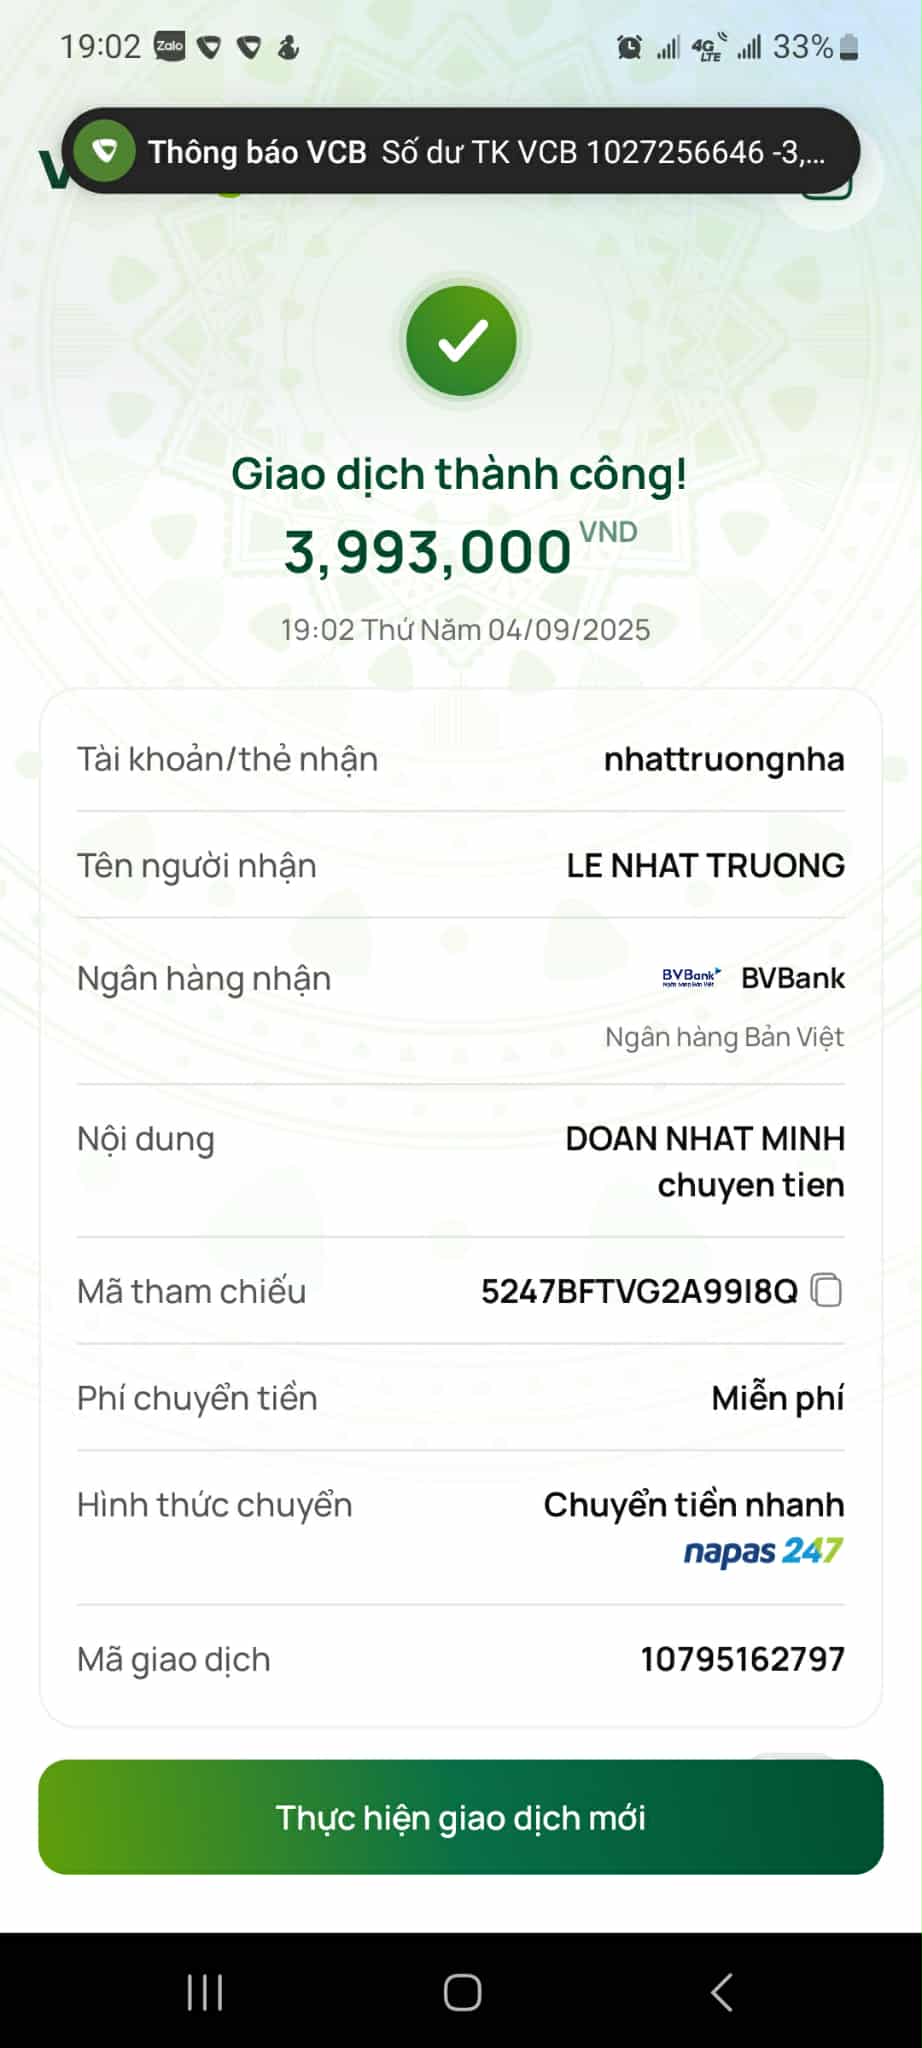 19:02 Zalo 4G LTE 33%
Thông báo VCB Số dư TK VCB 1027256646 -3,...
Giao dịch thành công!
3,993,000 VND
19:02 Thứ Năm 04/09/2025
Tài khoản/thẻ nhận nhattruongnha
Tên người nhận LE NHAT TRUONG
Ngân hàng nhận BVBank BVBank
Ngân hàng Bản Việt
Nội dung DOAN NHAT MINH
chuyen tien
Mã tham chiếu 5247BFTVG2A99I8Q
Phí chuyển tiền Miễn phí
Hình thức chuyển Chuyển tiền nhanh
napas 247
Mã giao dịch 10795162797
Thực hiện giao dịch mới